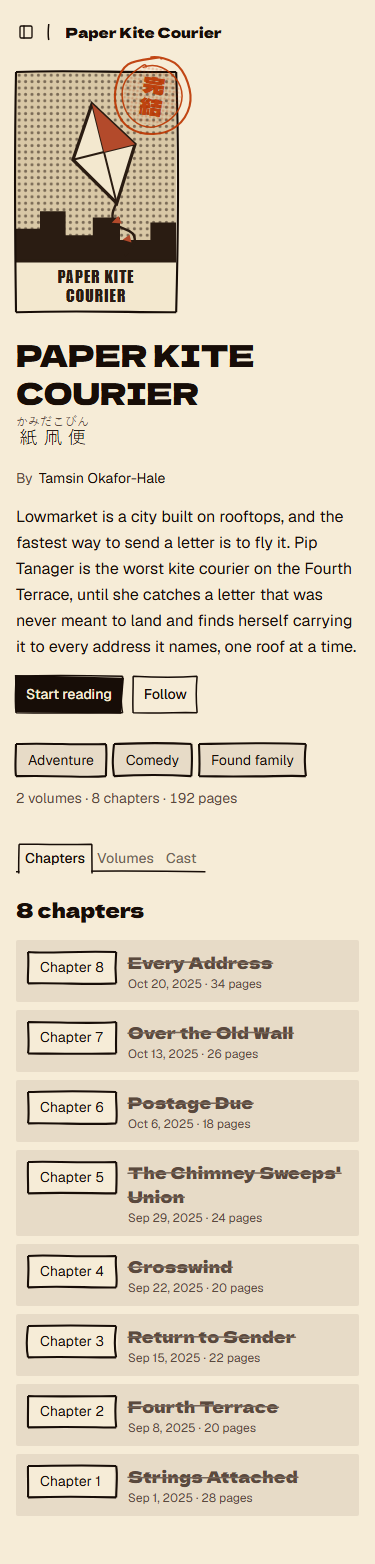 Paper Kite Courier
完
結
PAPER KITE
COURIER
PAPER KITE
COURIER
かみだこびん
紙凧便
By Tamsin Okafor-Hale
Lowmarket is a city built on rooftops, and the
fastest way to send a letter is to fly it. Pip
Tanager is the worst kite courier on the Fourth
Terrace, until she catches a letter that was
never meant to land and finds herself carrying
it to every address it names, one roof at a time.
Start reading Follow
Adventure Comedy Found family
2 volumes · 8 chapters · 192 pages
Chapters Volumes Cast
8 chapters
Chapter 8 Every Address
Oct 20, 2025 · 34 pages
Chapter 7 Over the Old Wall
Oct 13, 2025 · 26 pages
Chapter 6 Postage Due
Oct 6, 2025 · 18 pages
Chapter 5 The Chimney Sweeps'
Union
Sep 29, 2025 · 24 pages
Chapter 4 Crosswind
Sep 22, 2025 · 20 pages
Chapter 3 Return to Sender
Sep 15, 2025 · 22 pages
Chapter 2 Fourth Terrace
Sep 8, 2025 · 20 pages
Chapter 1 Strings Attached
Sep 1, 2025 · 28 pages